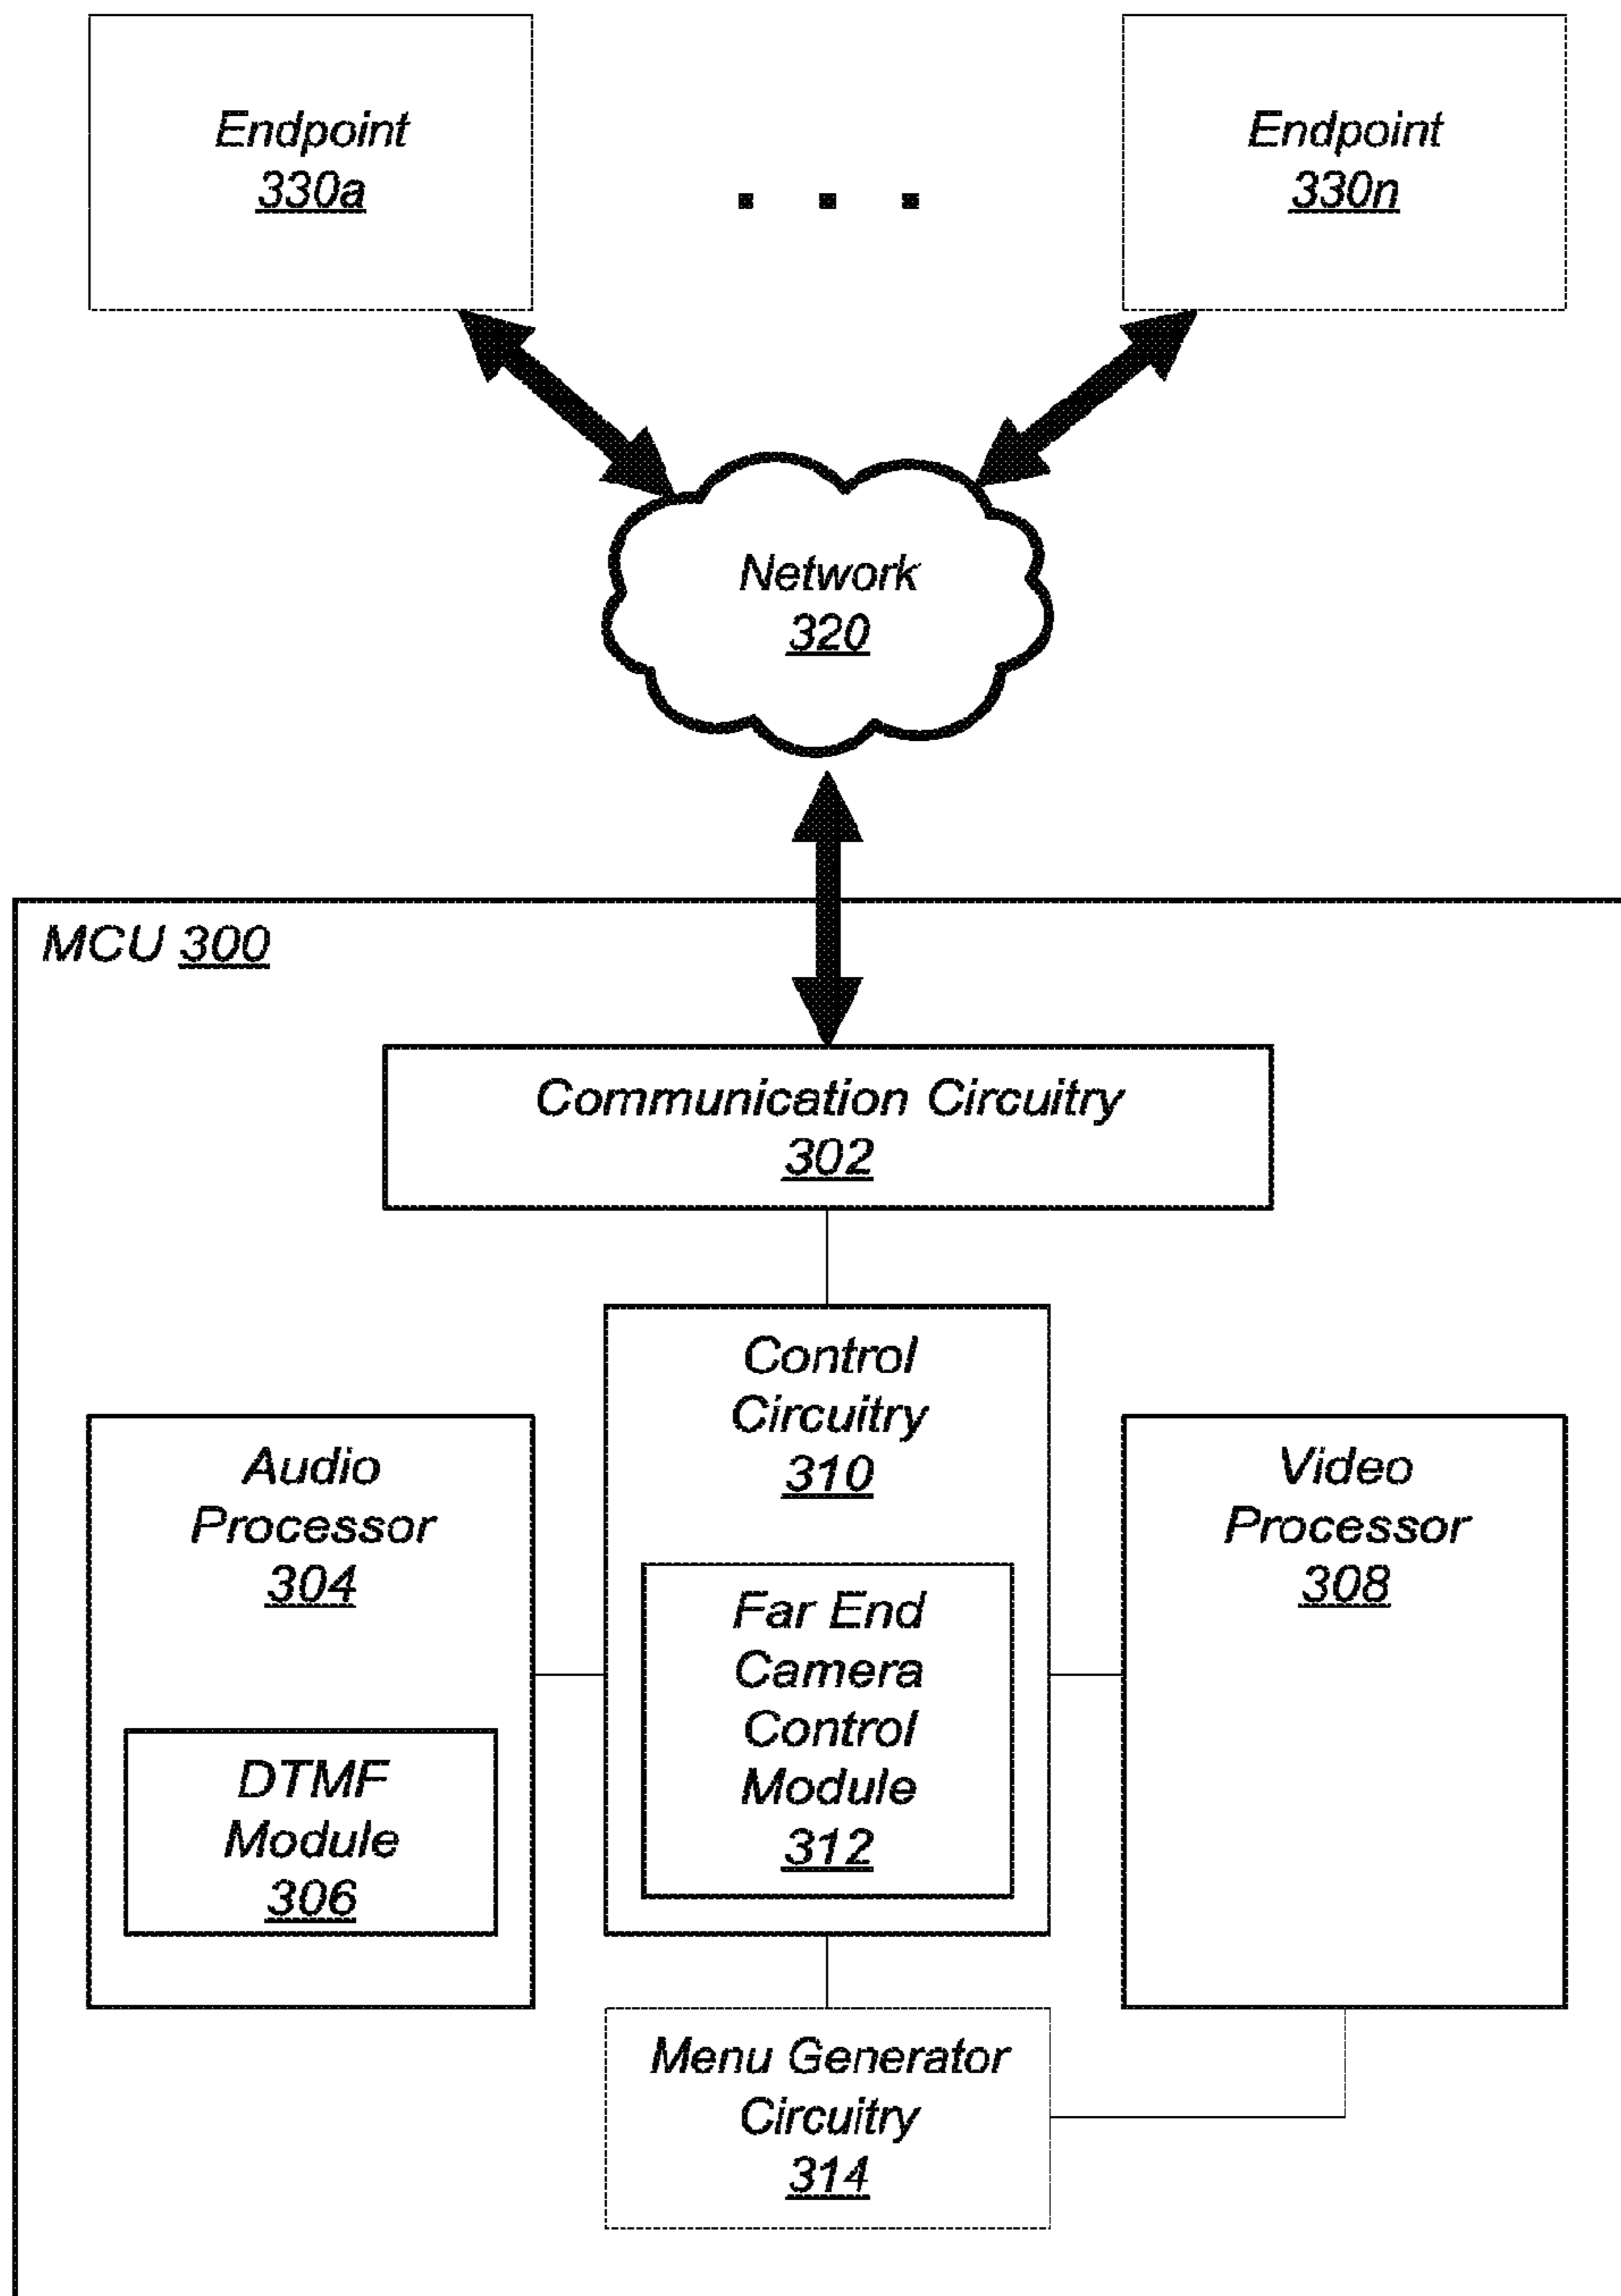 Endpoint
330a
Endpoint
330n
. . .
Network
320
MCU 300
Communication Circuitry
302
Control
Circuitry
310
Audio
Processor
304
Video
Processor
308
Far End
Camera
Control
Module
312
DTMF
Module
306
Menu Generator
Circuitry
314